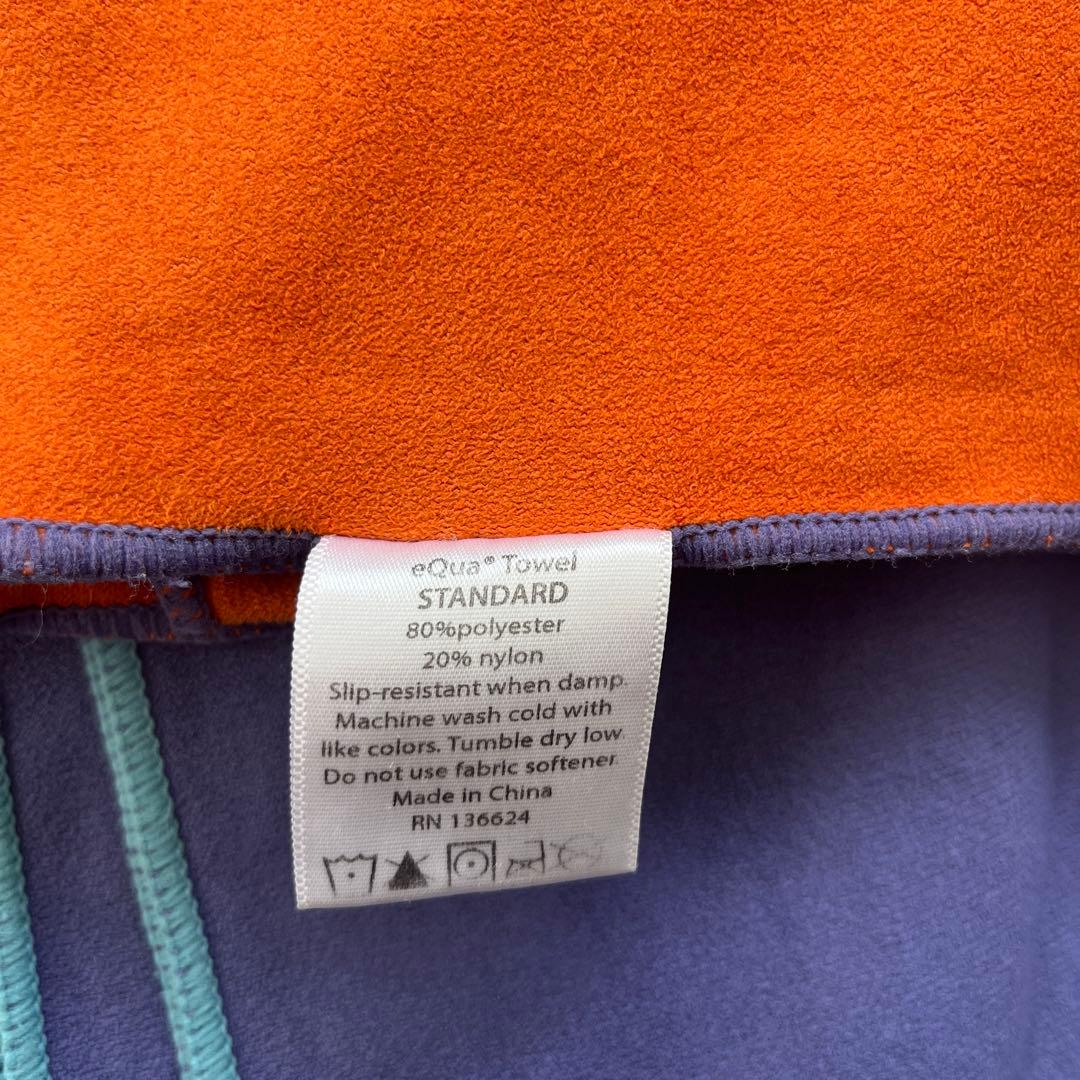 eQua® Towel
STANDARD
80%polyester
20% nylon
Slip-resistant when damp.
Machine wash cold with
like colors. Tumble dry low
Do not use fabric softener.
Made in China
RN 136624